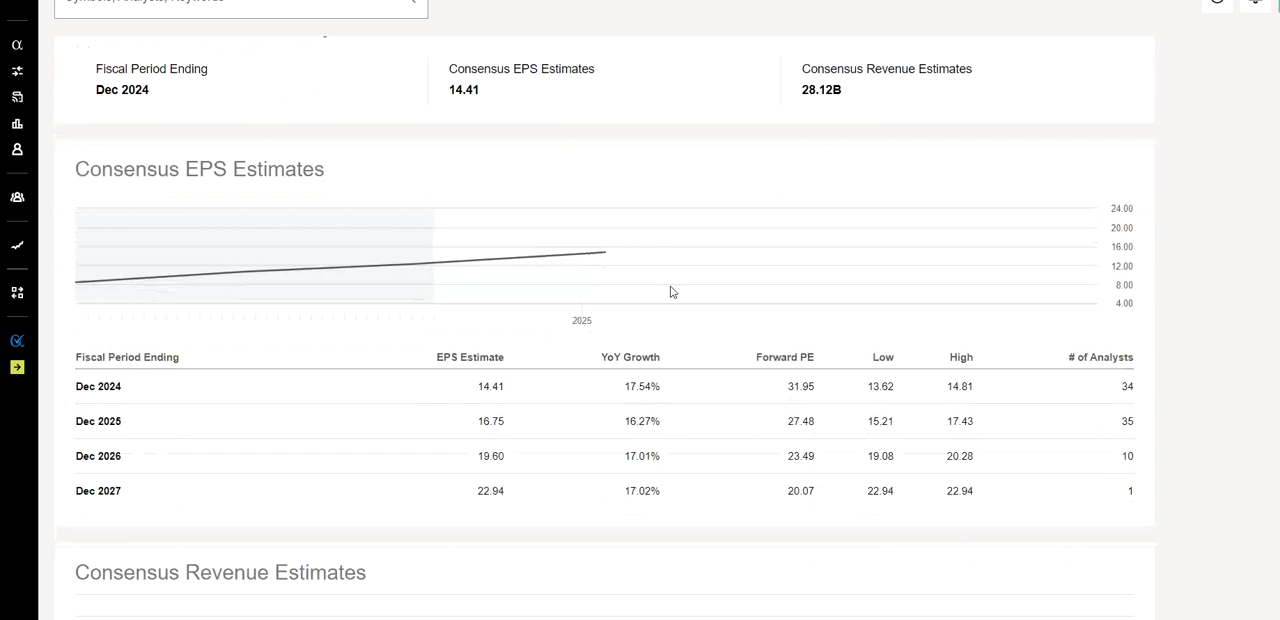 Symbols, Analysts, Keywords
Fiscal Period Ending Consensus EPS Estimates Consensus Revenue Estimates
Dec 2024 14.41 28.12B
Consensus EPS Estimates
24.00
20.00
16.00
12.00
8.00
4.00
2025
Fiscal Period Ending EPS Estimate YoY Growth Forward PE Low High # of Analysts
Dec 2024 14.41 17.54% 31.95 13.62 14.81 34
Dec 2025 16.75 16.27% 27.48 15.21 17.43 35
Dec 2026 19.60 17.01% 23.49 19.08 20.28 10
Dec 2027 22.94 17.02% 20.07 22.94 22.94 1
Consensus Revenue Estimates